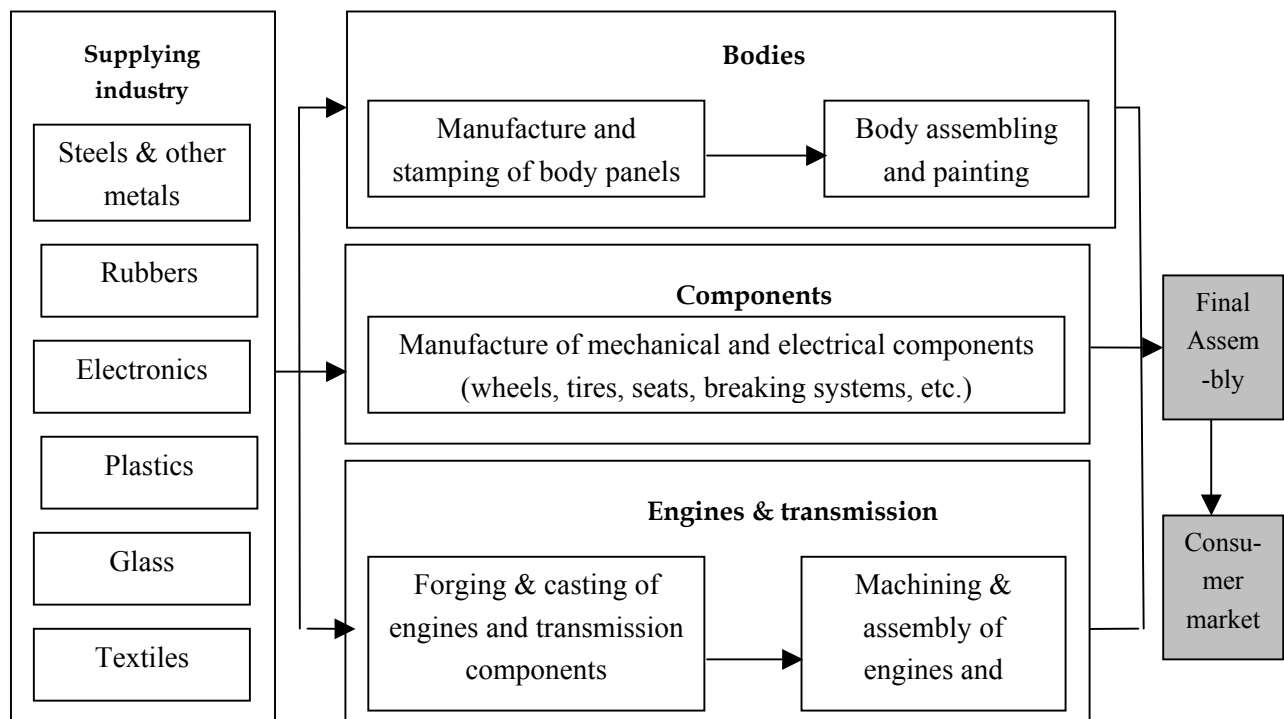 Supplying
industry
Steels & other
metals
Rubbers
Electronics
Plastics
Glass
Textiles
Bodies
Manufacture and
stamping of body panels
Body assembling
and painting
Components
Manufacture of mechanical and electrical components
(wheels, tires, seats, breaking systems, etc.)
Engines & transmission
Forging & casting of
engines and transmission
components
Machining &
assembly of
engines and
Final
Assem
-bly
Consu-
mer
market